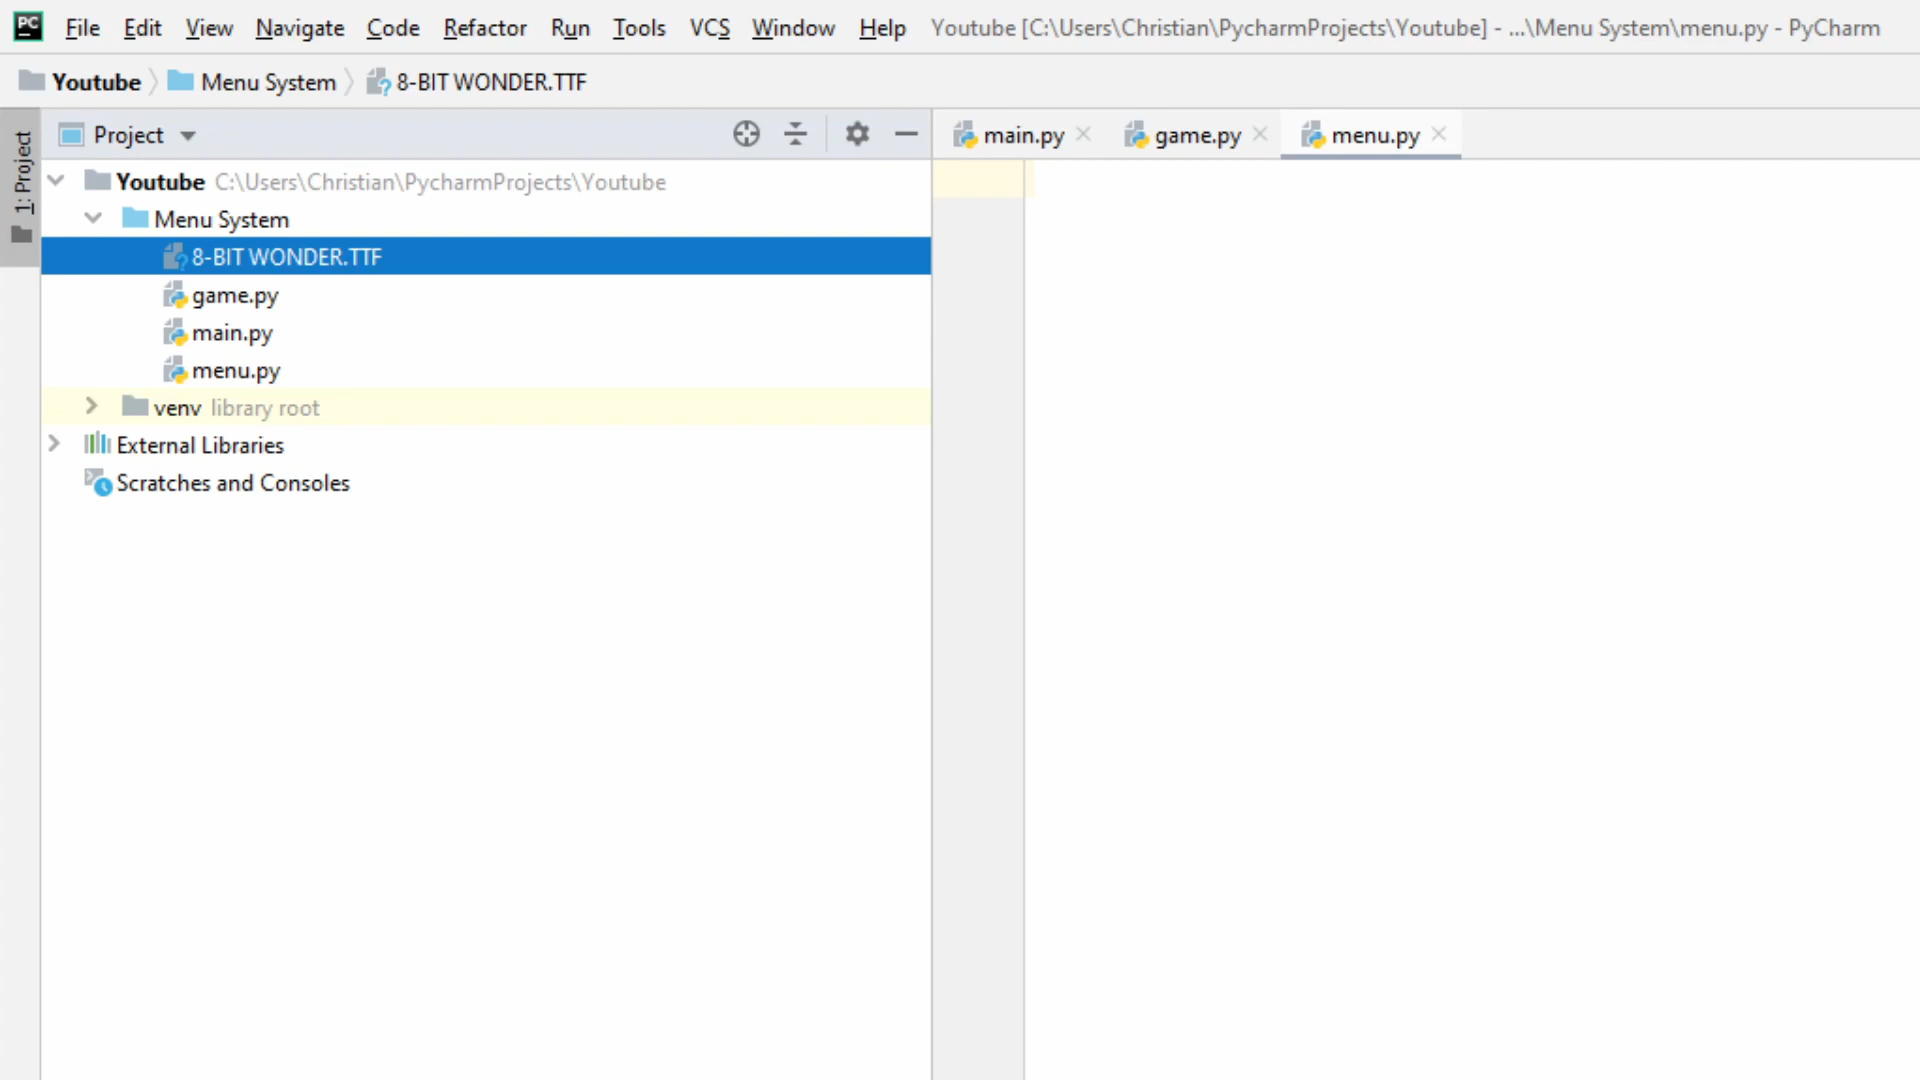 PC File Edit View Navigate Code Refactor Run Tools VCS Window Help Youtube [C:\Users\Christian\PycharmProjects\Youtube] - ...\Menu System\menu.py - PyCharm
Youtube Menu System 8-BIT WONDER.TTF
1: Project
Project
main.py game.py menu.py
Youtube C:\Users\Christian\PycharmProjects\Youtube
Menu System
8-BIT WONDER.TTF
game.py
main.py
menu.py
venv library root
External Libraries
Scratches and Consoles